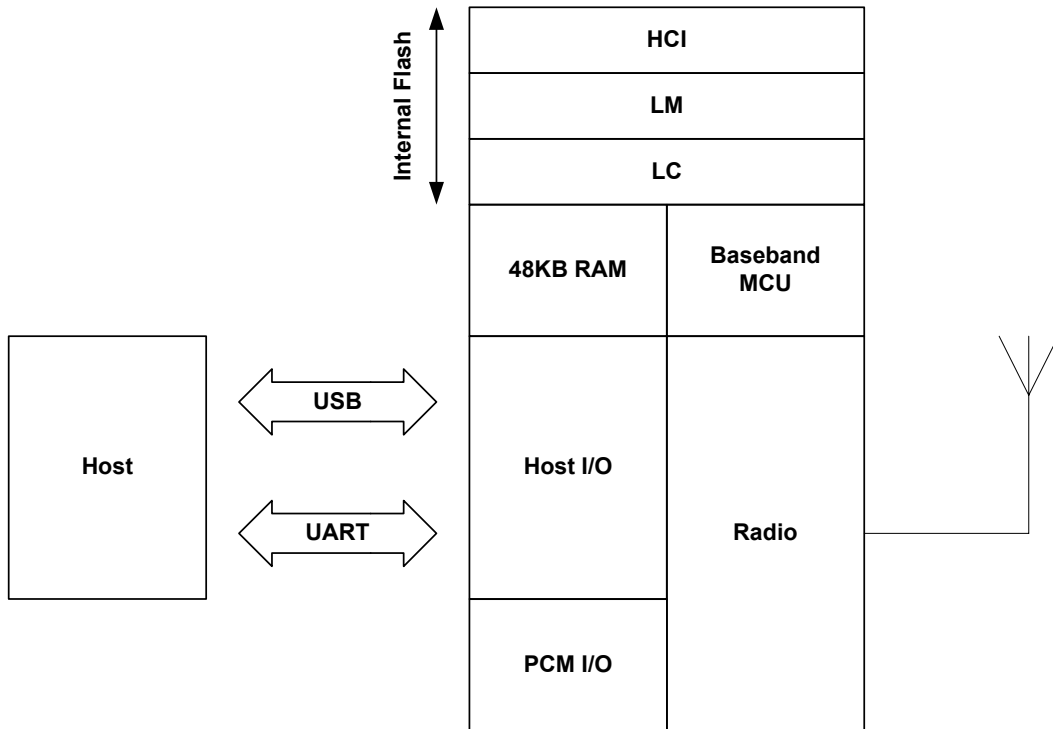 Internal Flash
HCI
LM
LC
48KB RAM
Baseband
MCU
Host
USB
UART
Host I/O
Radio
PCM I/O